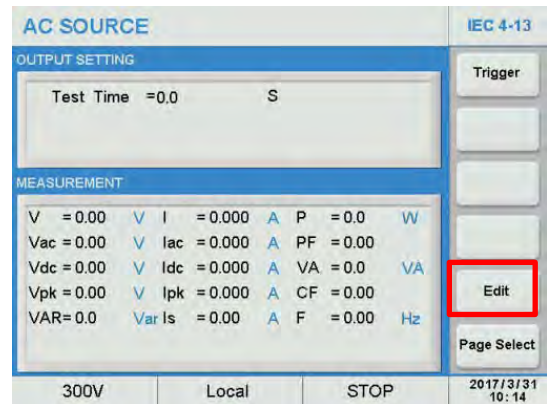 AC SOURCE
IEC 4-13
OUTPUT SETTING
Test Time =0.0 S
Trigger
MEASUREMENT
V = 0.00 V I = 0.000 A P = 0.0 W
Vac = 0.00 V Iac = 0.000 A PF = 0.00
Vdc = 0.00 V Idc = 0.000 A VA = 0.0 VA
Vpk = 0.00 V Ipk = 0.000 A CF = 0.00
VAR= 0.0 Var Is = 0.00 A F = 0.00 Hz
Edit
Page Select
300V Local STOP
2017/3/31
10:14